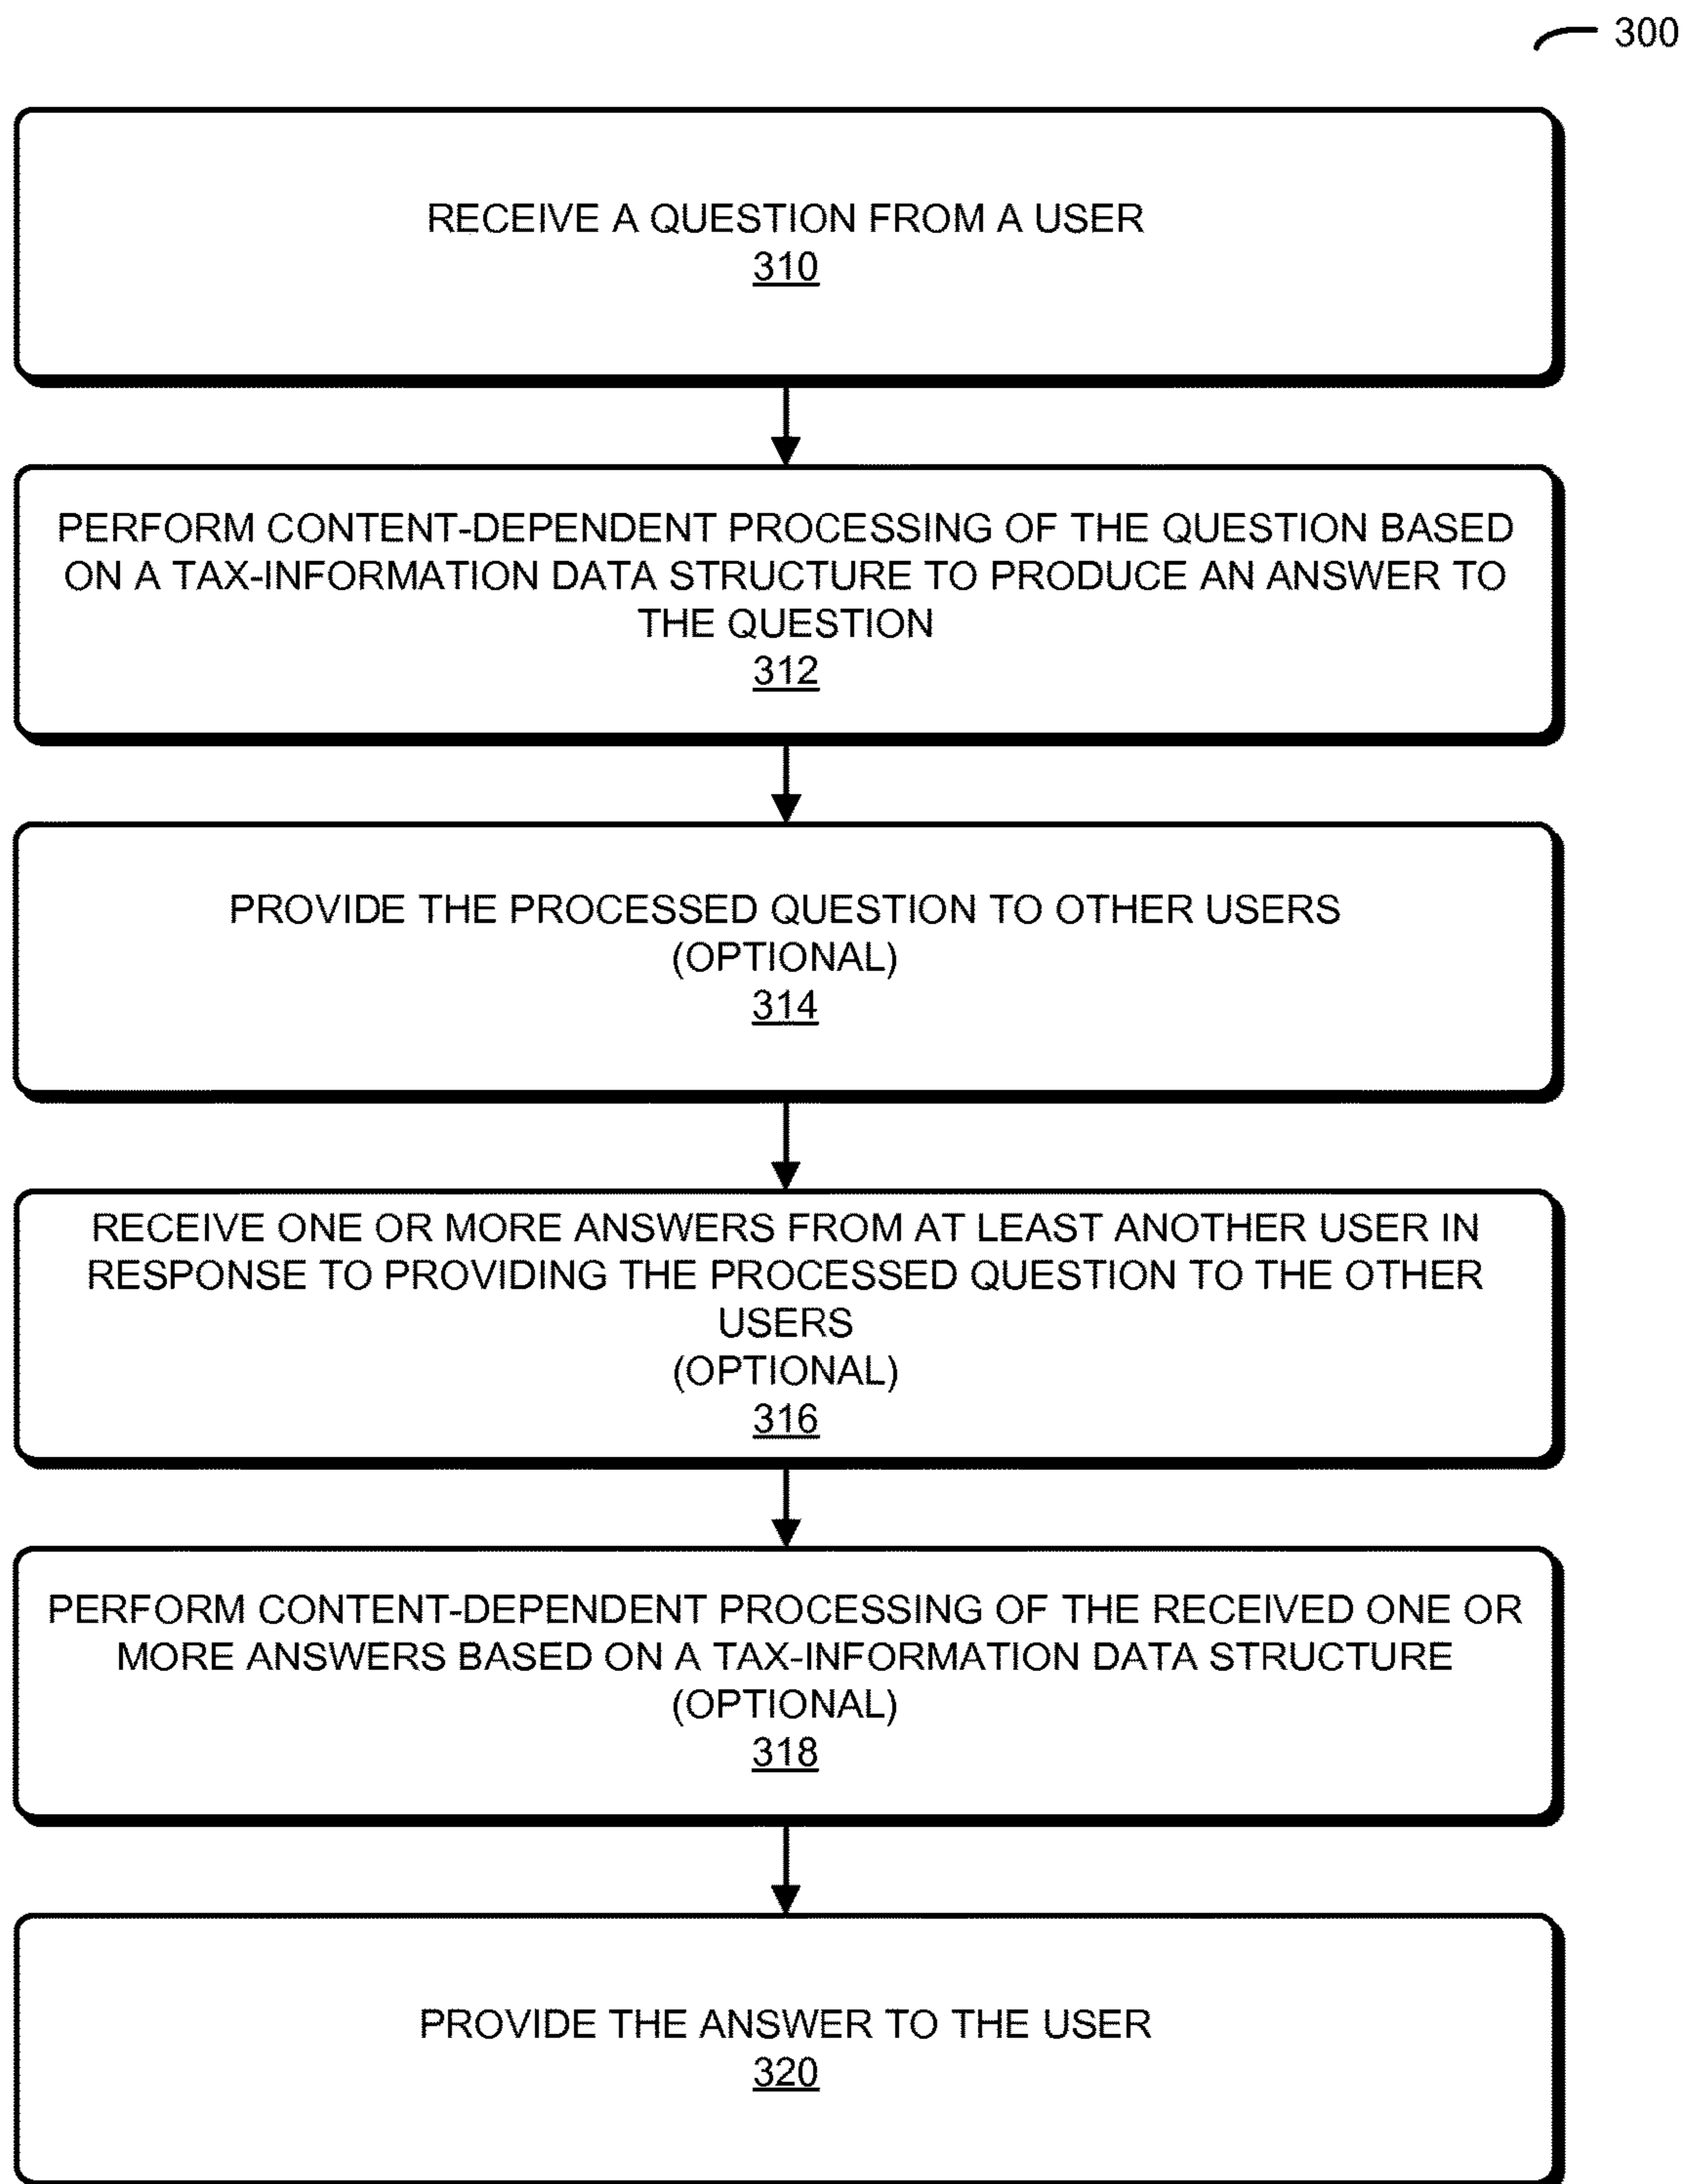 300
RECEIVE A QUESTION FROM A USER
310
PERFORM CONTENT-DEPENDENT PROCESSING OF THE QUESTION BASED
ON A TAX-INFORMATION DATA STRUCTURE TO PRODUCE AN ANSWER TO
THE QUESTION
312
PROVIDE THE PROCESSED QUESTION TO OTHER USERS
(OPTIONAL)
314
RECEIVE ONE OR MORE ANSWERS FROM AT LEAST ANOTHER USER IN
RESPONSE TO PROVIDING THE PROCESSED QUESTION TO THE OTHER
USERS
(OPTIONAL)
316
PERFORM CONTENT-DEPENDENT PROCESSING OF THE RECEIVED ONE OR
MORE ANSWERS BASED ON A TAX-INFORMATION DATA STRUCTURE
(OPTIONAL)
318
PROVIDE THE ANSWER TO THE USER
320